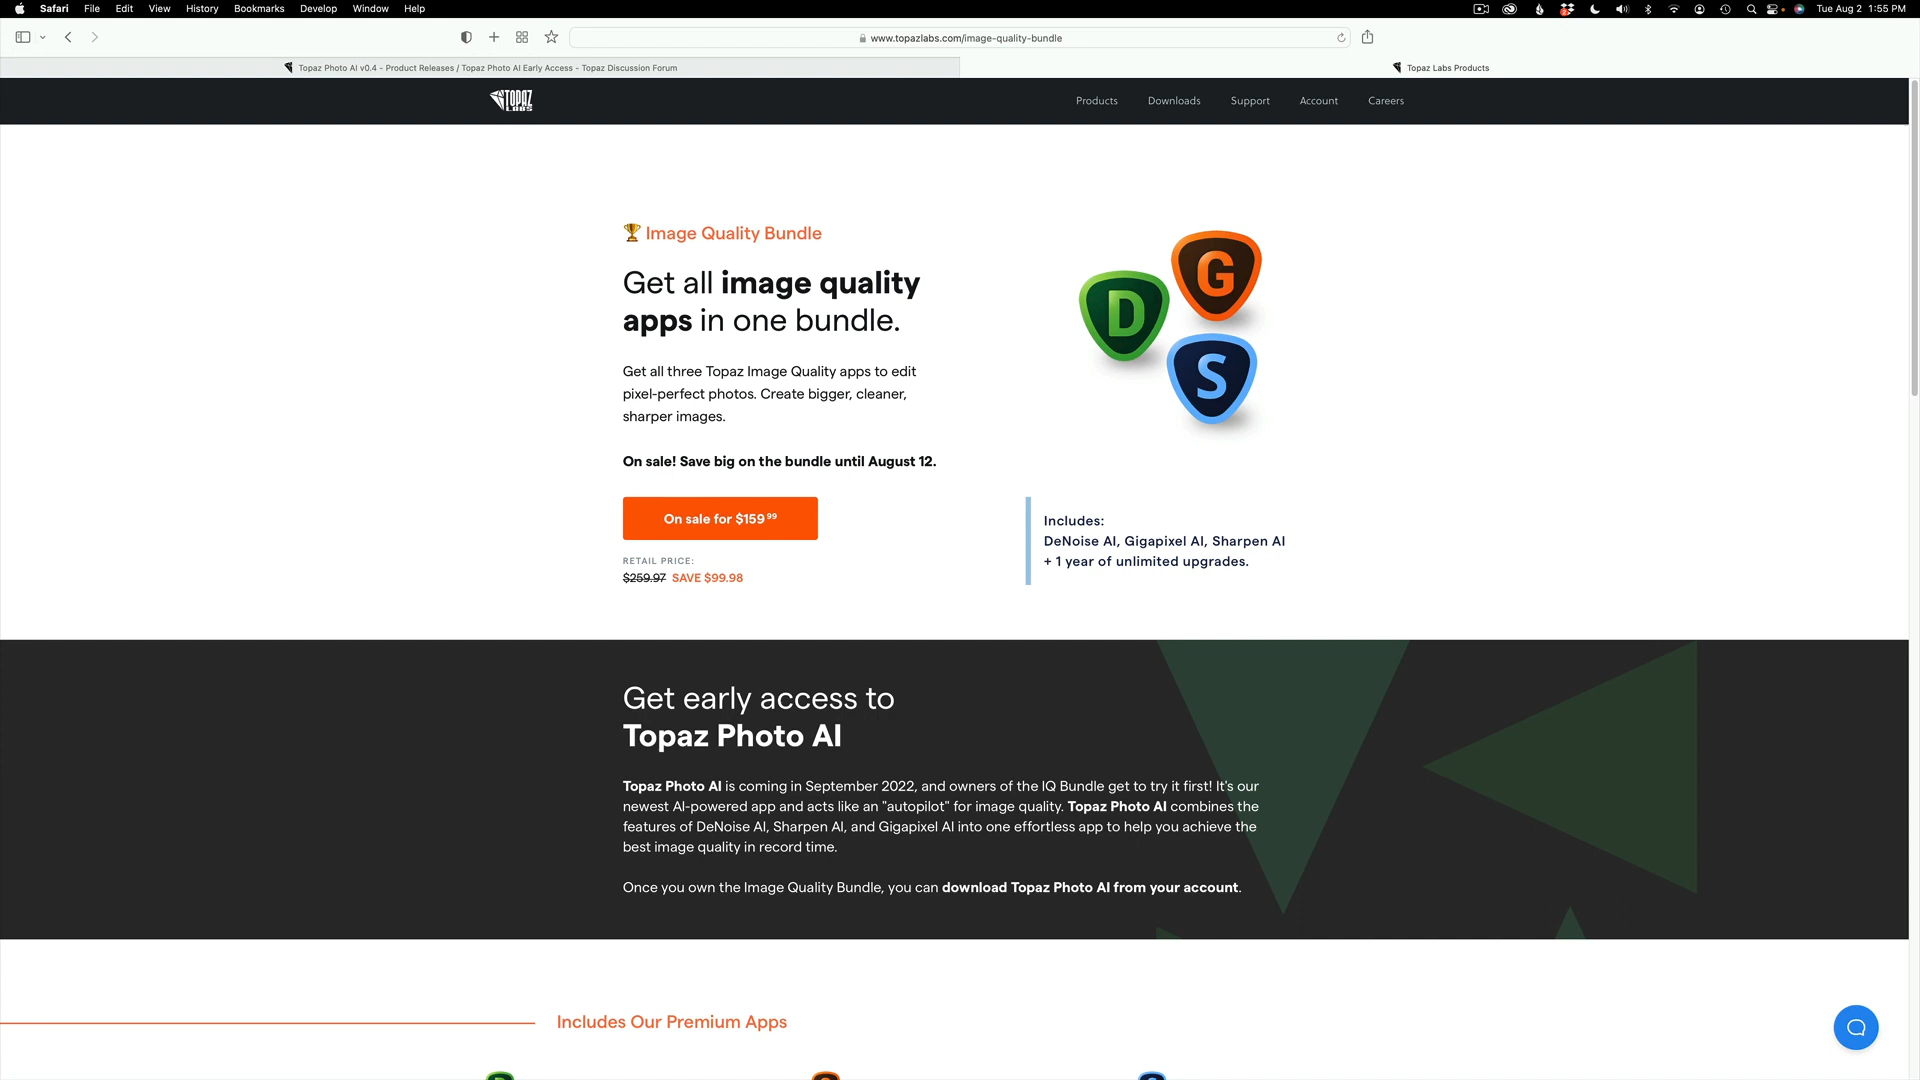 Safari File Edit View History Bookmarks Develop Window Help
Tue Aug 2 1:55 PM
www.topazlabs.com/image-quality-bundle
Topaz Photo AI v0.4 - Product Releases / Topaz Photo AI Early Access - Topaz Discussion Forum
Topaz Labs Products
TOPAZ
LABS
Products Downloads Support Account Careers
Image Quality Bundle
Get all image quality
apps in one bundle.
Get all three Topaz Image Quality apps to edit
pixel-perfect photos. Create bigger, cleaner,
sharper images.
On sale! Save big on the bundle until August 12.
On sale for $159 99
RETAIL PRICE:
$259.97 SAVE $99.98
D
G
S
Includes:
DeNoise AI, Gigapixel AI, Sharpen AI
+ 1 year of unlimited upgrades.
Get early access to
Topaz Photo AI
Topaz Photo AI is coming in September 2022, and owners of the IQ Bundle get to try it first! It's our
newest AI-powered app and acts like an "autopilot" for image quality. Topaz Photo AI combines the
features of DeNoise AI, Sharpen AI, and Gigapixel AI into one effortless app to help you achieve the
best image quality in record time.
Once you own the Image Quality Bundle, you can download Topaz Photo AI from your account.
Includes Our Premium Apps